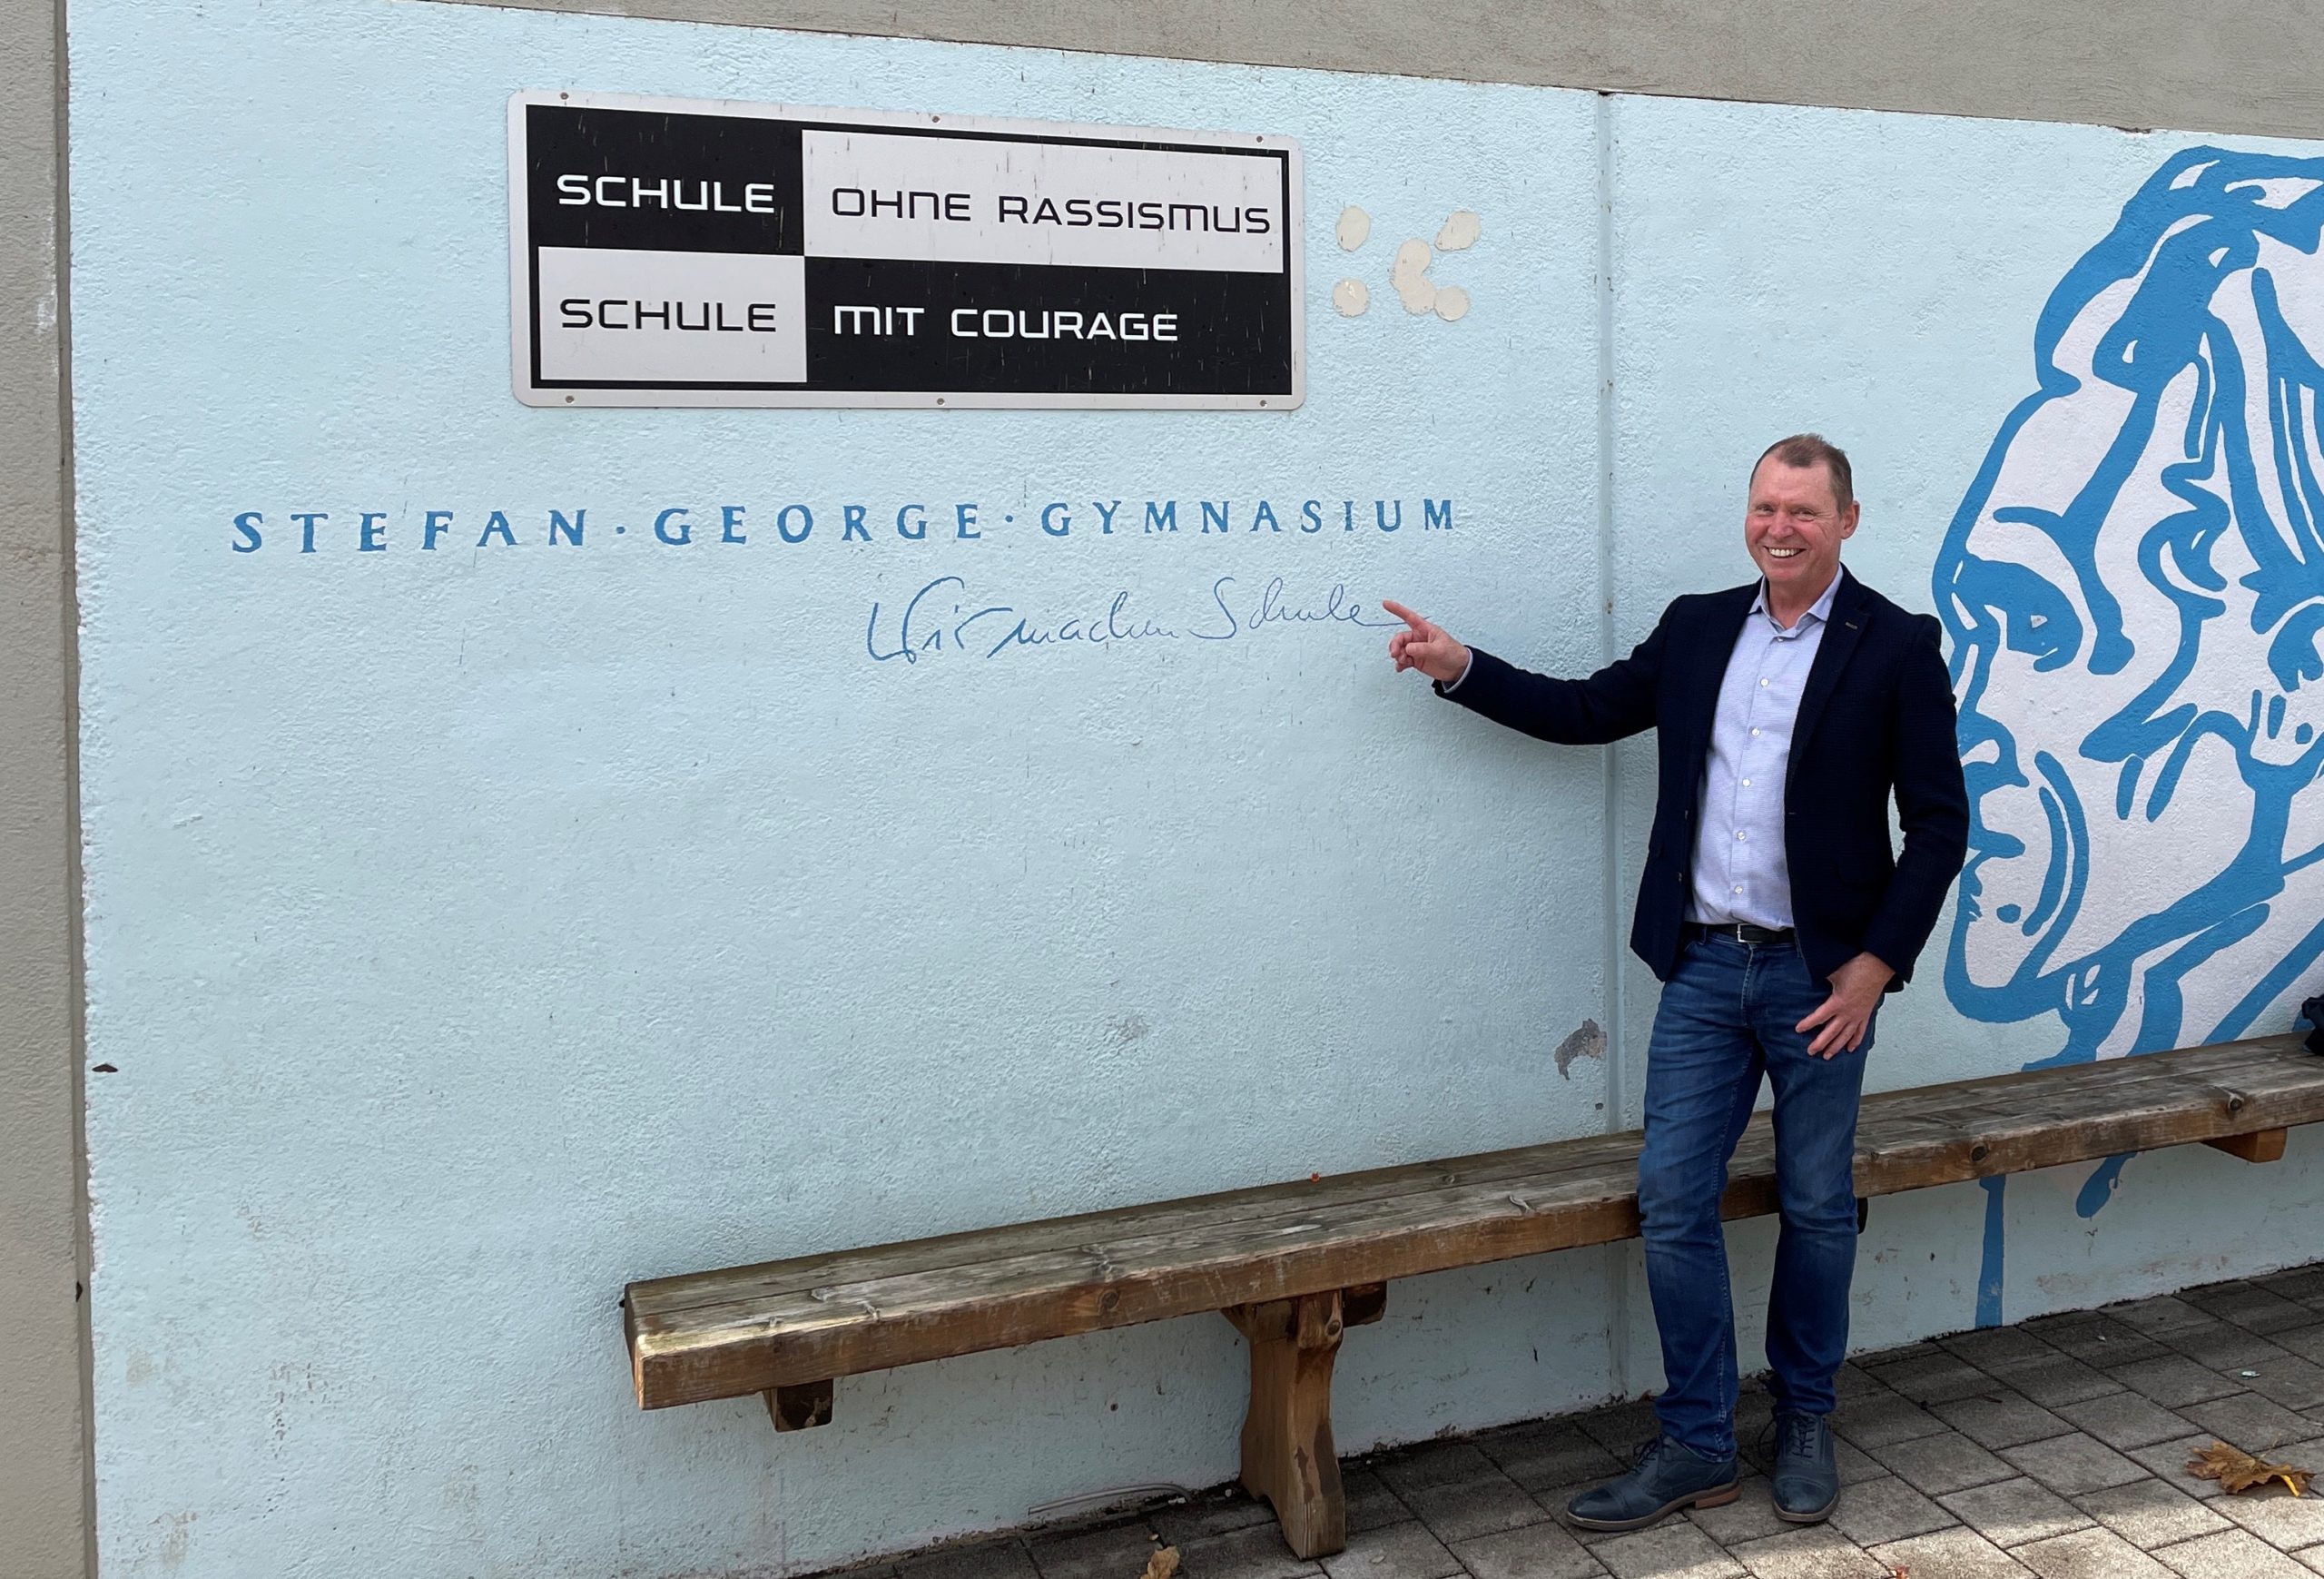 SCHULE OHNE RASSISMUS
SCHULE MIT COURAGE
STEFAN·GEORGE·GYMNASIUM
Wir machen Schule